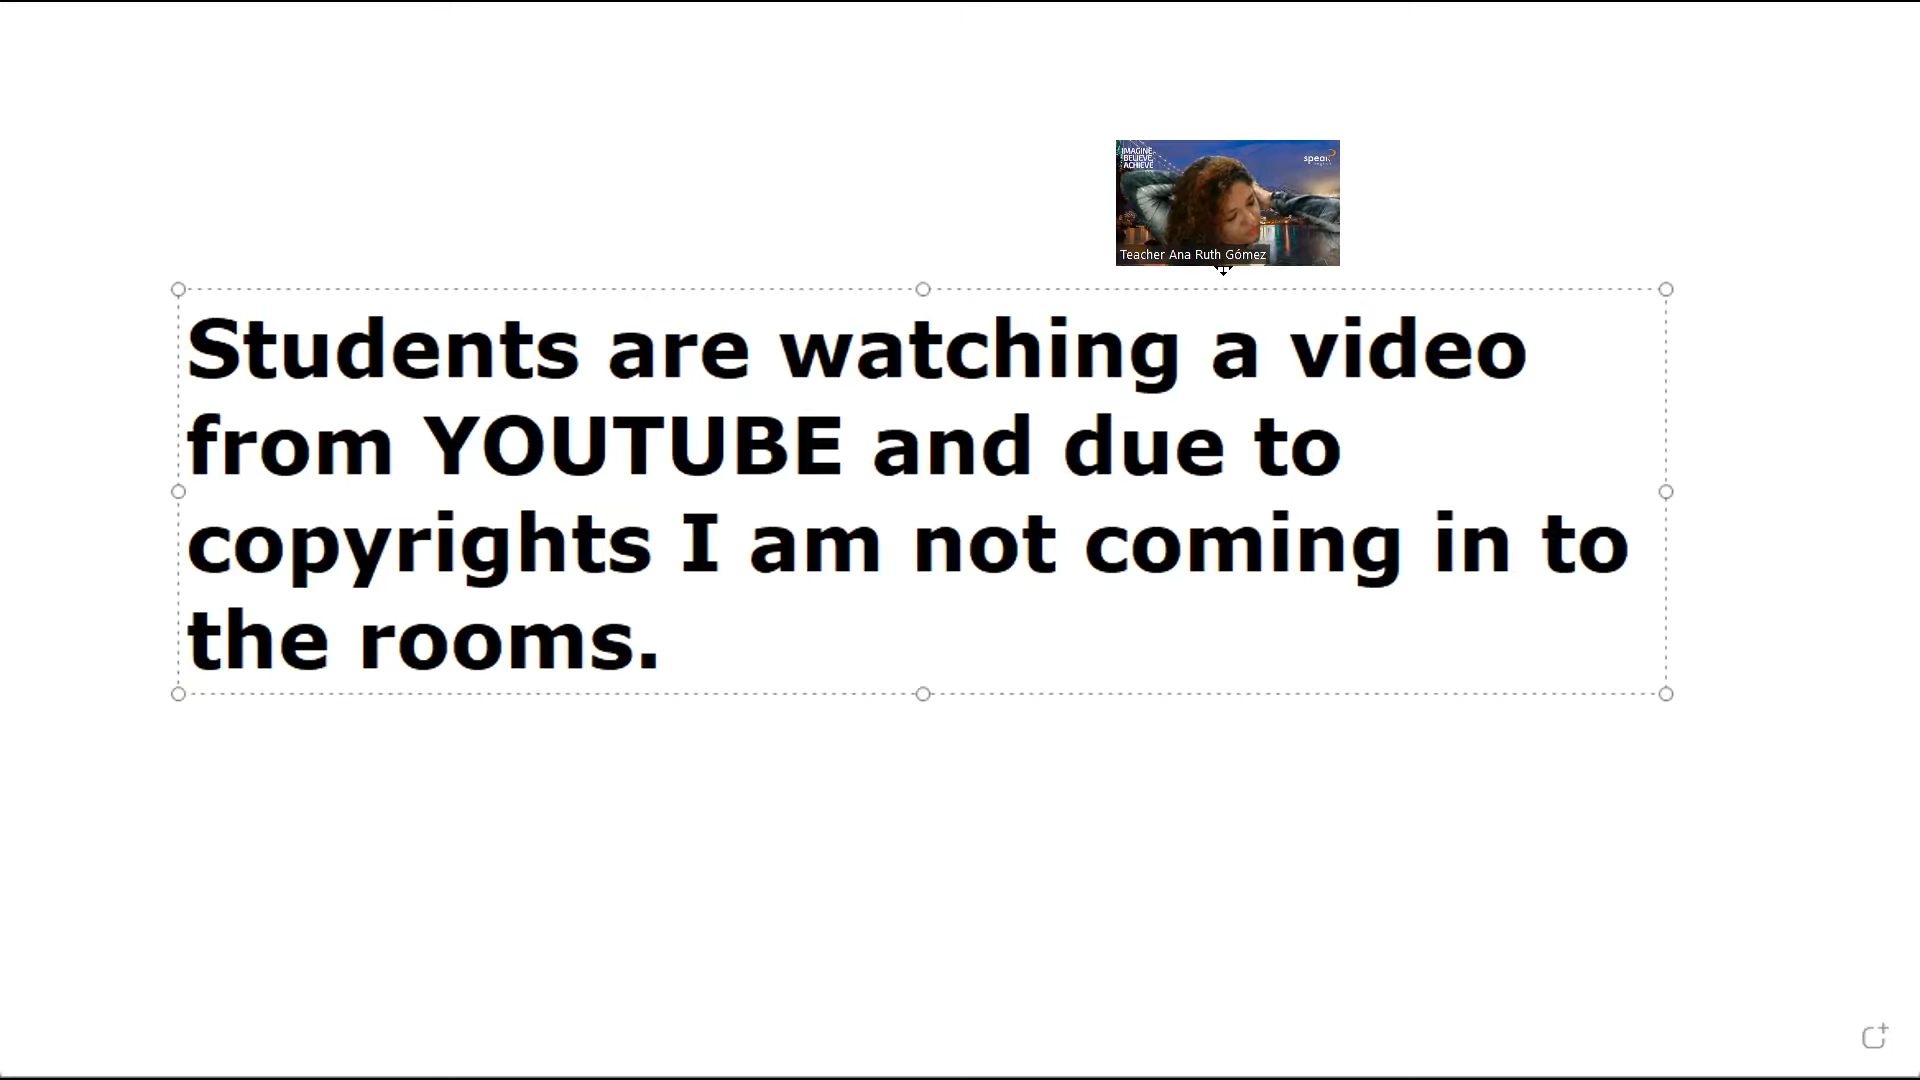 IMAGINE
BELIEVE
ACHIEVE
Teacher Ana Ruth Gómez
Students are watching a video
from YOUTUBE and due to
copyrights I am not coming in to
the rooms.